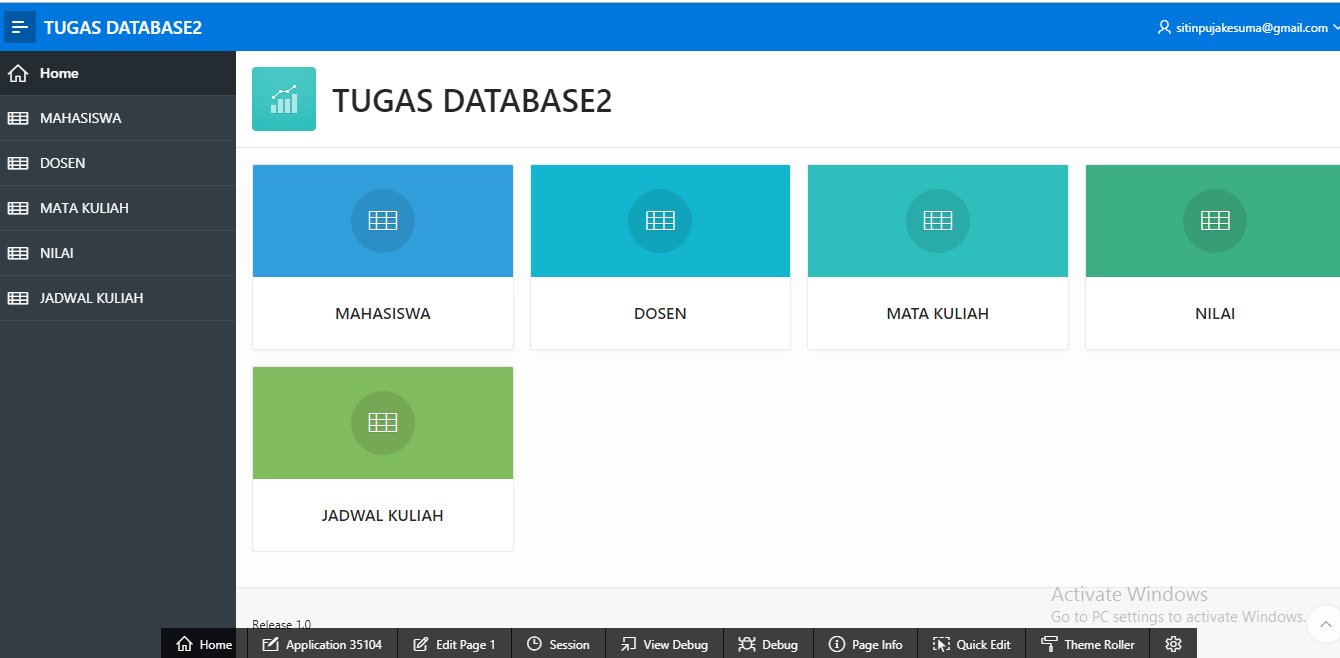 TUGAS DATABASE2
sitinpujakesuma@gmail.com
Home
MAHASISWA
DOSEN
MATA KULIAH
NILAI
JADWAL KULIAH
TUGAS DATABASE2
MAHASISWA
DOSEN
MATA KULIAH
NILAI
JADWAL KULIAH
Activate Windows
Go to PC settings to activate Windows.
Release 1.0
Home
Application 35104
Edit Page 1
Session
View Debug
Debug
Page Info
Quick Edit
Theme Roller